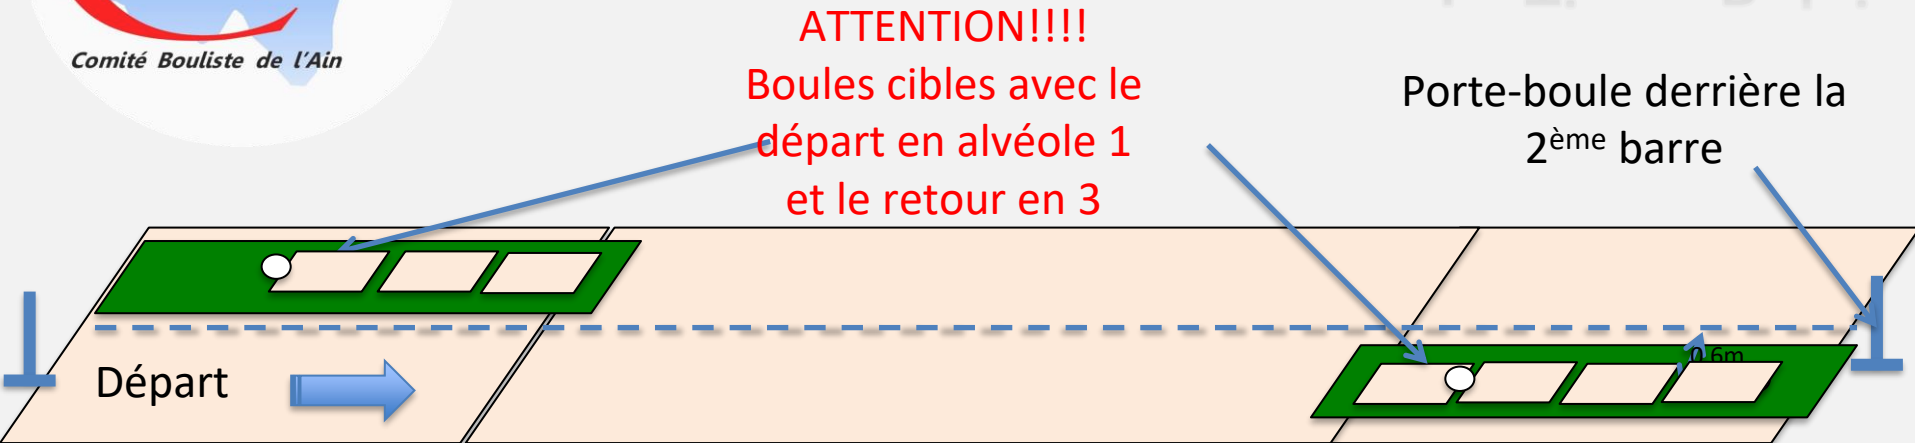 Comité Bouliste de l'Ain
ATTENTION!!!!
Boules cibles avec le
départ en alvéole 1
et le retour en 3
Porte-boule derrière la
2ème barre
Départ
0,6m